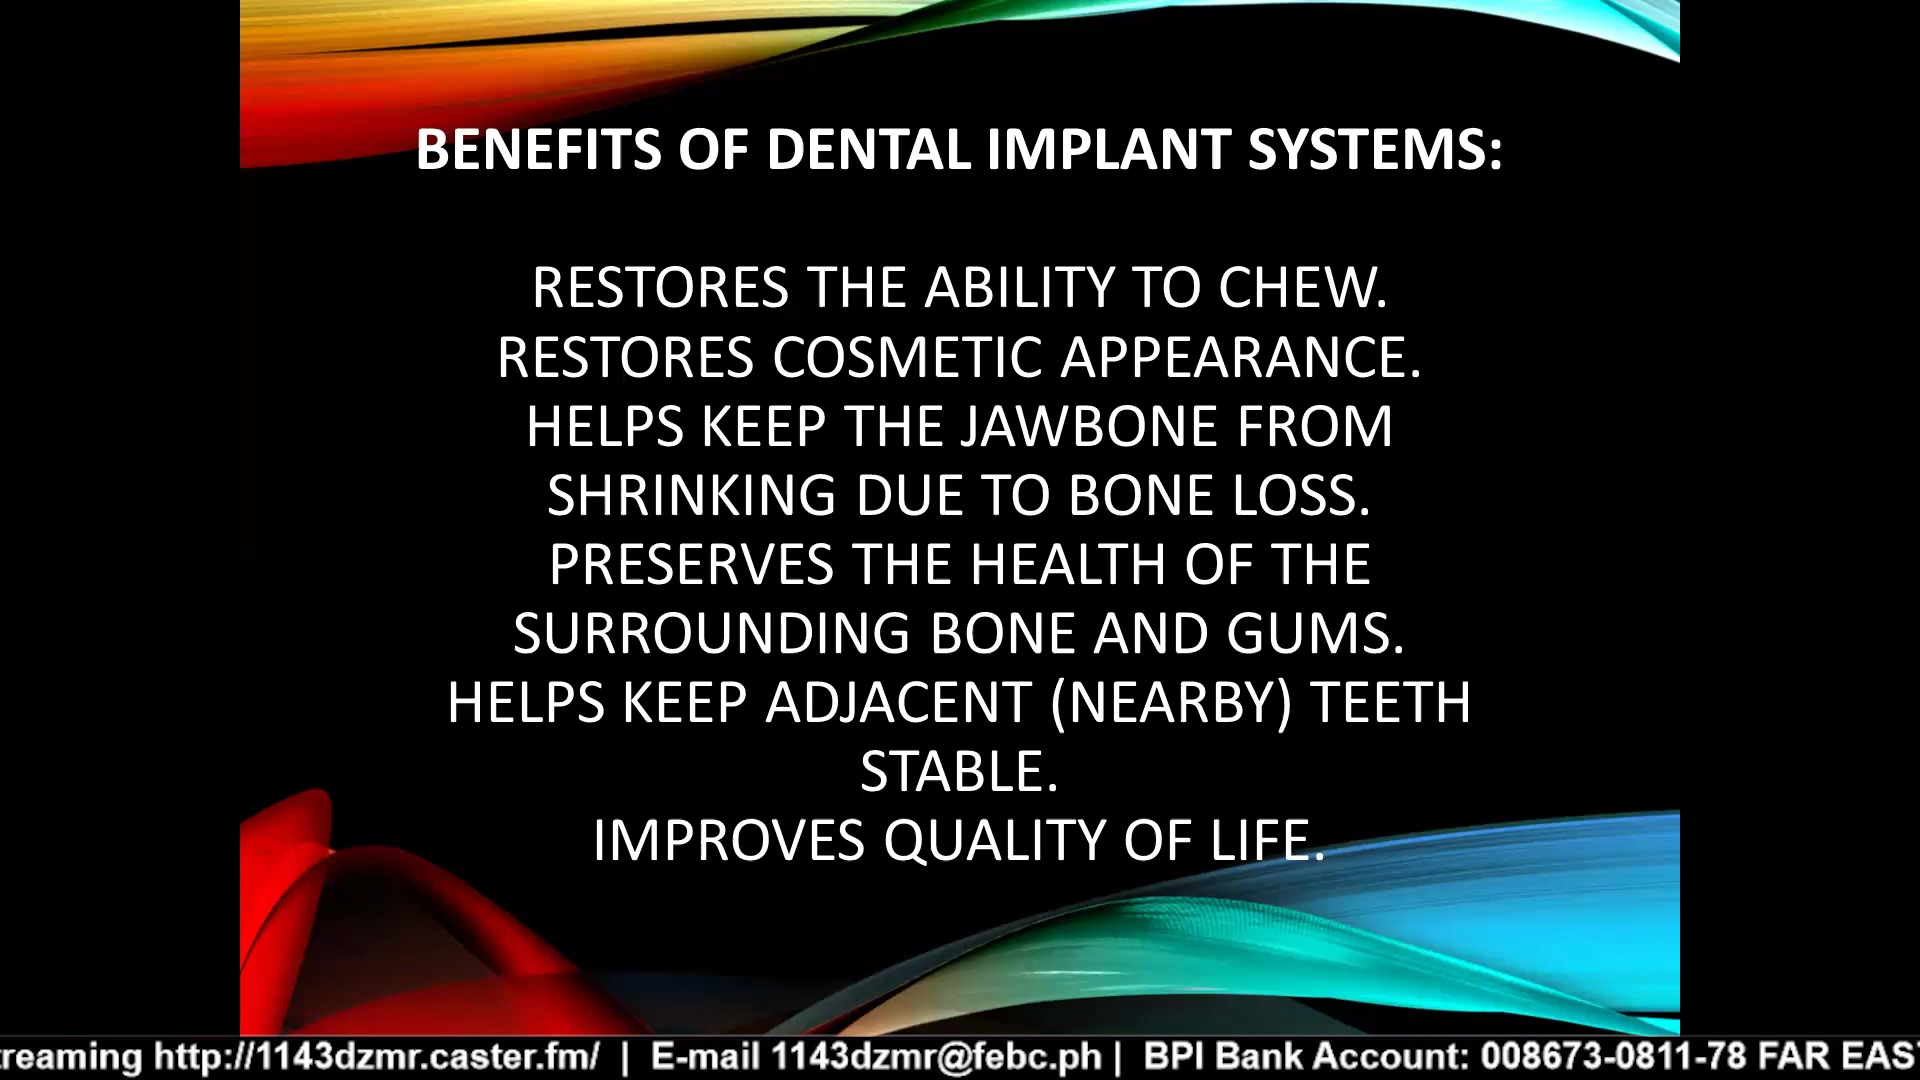 BENEFITS OF DENTAL IMPLANT SYSTEMS:
RESTORES THE ABILITY TO CHEW.
RESTORES COSMETIC APPEARANCE.
HELPS KEEP THE JAWBONE FROM
SHRINKING DUE TO BONE LOSS.
PRESERVES THE HEALTH OF THE
SURROUNDING BONE AND GUMS.
HELPS KEEP ADJACENT (NEARBY) TEETH
STABLE.
IMPROVES QUALITY OF LIFE.
treaming http://1143dzmr.caster.fm/ | E-mail 1143dzmr@febc.ph | BPI Bank Account: 008673-0811-78 FAR EAS